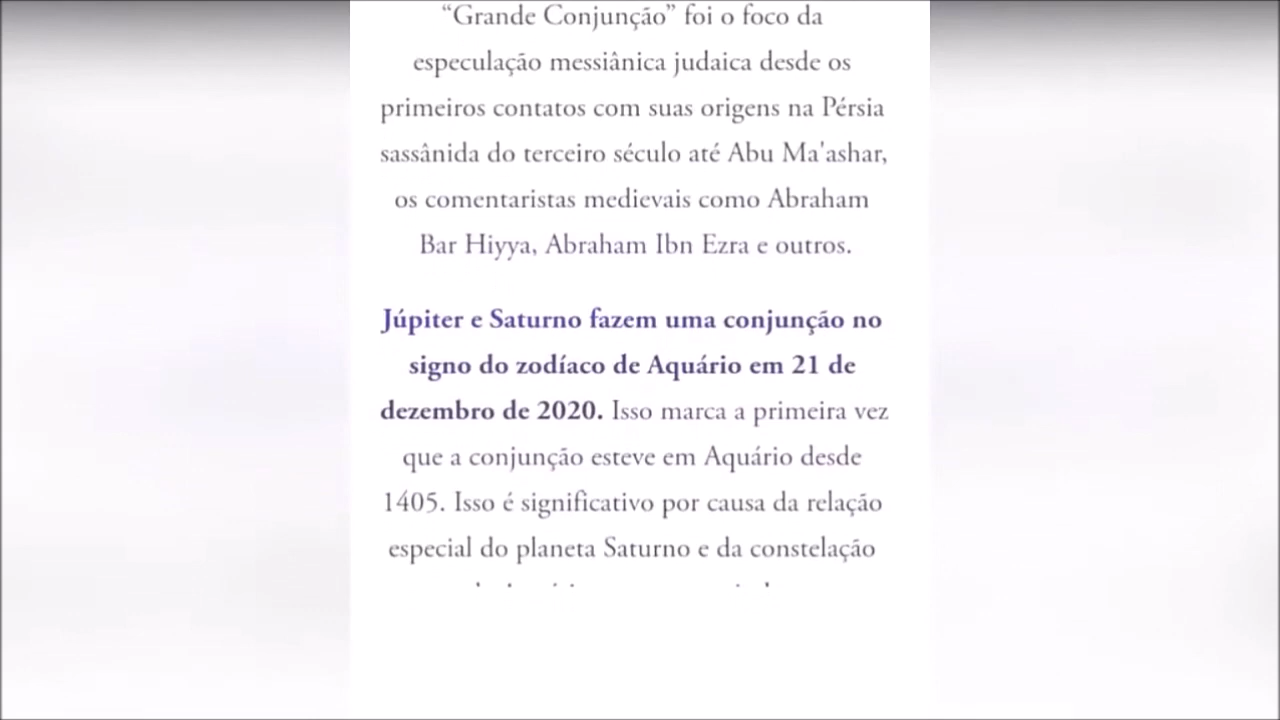 “Grande Conjunção” foi o foco da
especulação messiânica judaica desde os
primeiros contatos com suas origens na Pérsia
sassânida do terceiro século até Abu Ma'ashar,
os comentaristas medievais como Abraham
Bar Hiyya, Abraham Ibn Ezra e outros.
Júpiter e Saturno fazem uma conjunção no
signo do zodíaco de Aquário em 21 de
dezembro de 2020. Isso marca a primeira vez
que a conjunção esteve em Aquário desde
1405. Isso é significativo por causa da relação
especial do planeta Saturno e da constelação